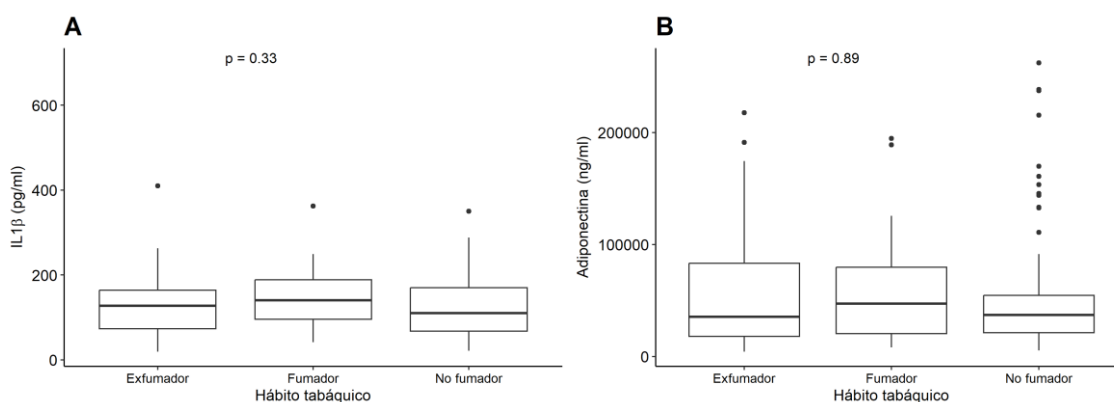 A
p = 0.33
600
400
200
0
IL1β (pg/ml)
Exfumador Fumador No fumador
Hábito tabáquico
B
p = 0.89
200000
100000
0
Adiponectina (ng/ml)
Exfumador Fumador No fumador
Hábito tabáquico